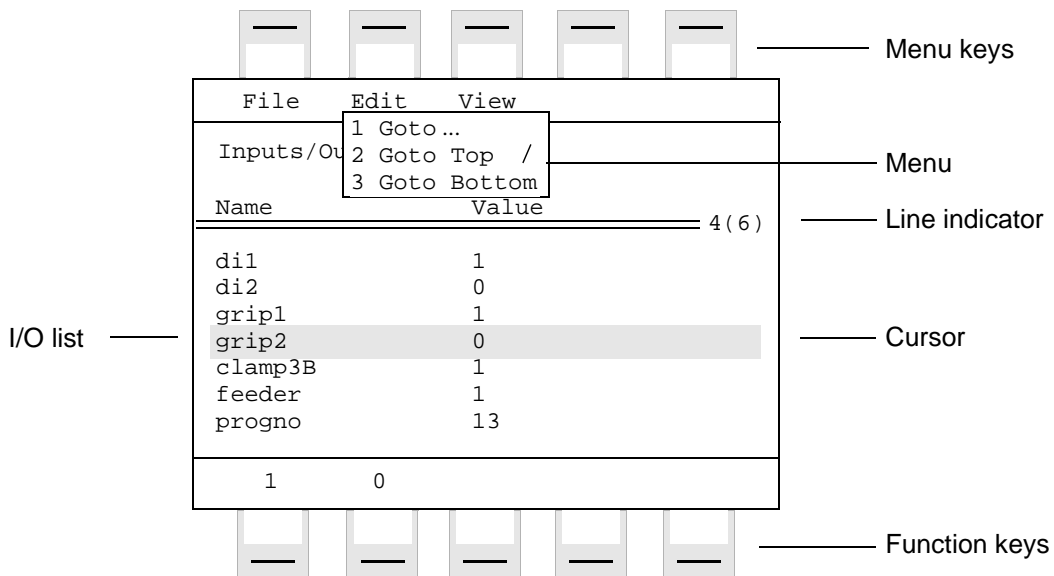 Menu keys
File Edit View
1 Goto ...
Inputs/Ou 2 Goto Top /
Menu
3 Goto Bottom
Name Value
4(6)
Line indicator
di1 1
di2 0
grip1 1
I/O list
grip2 0
Cursor
clamp3B 1
feeder 1
progno 13
1 0
Function keys